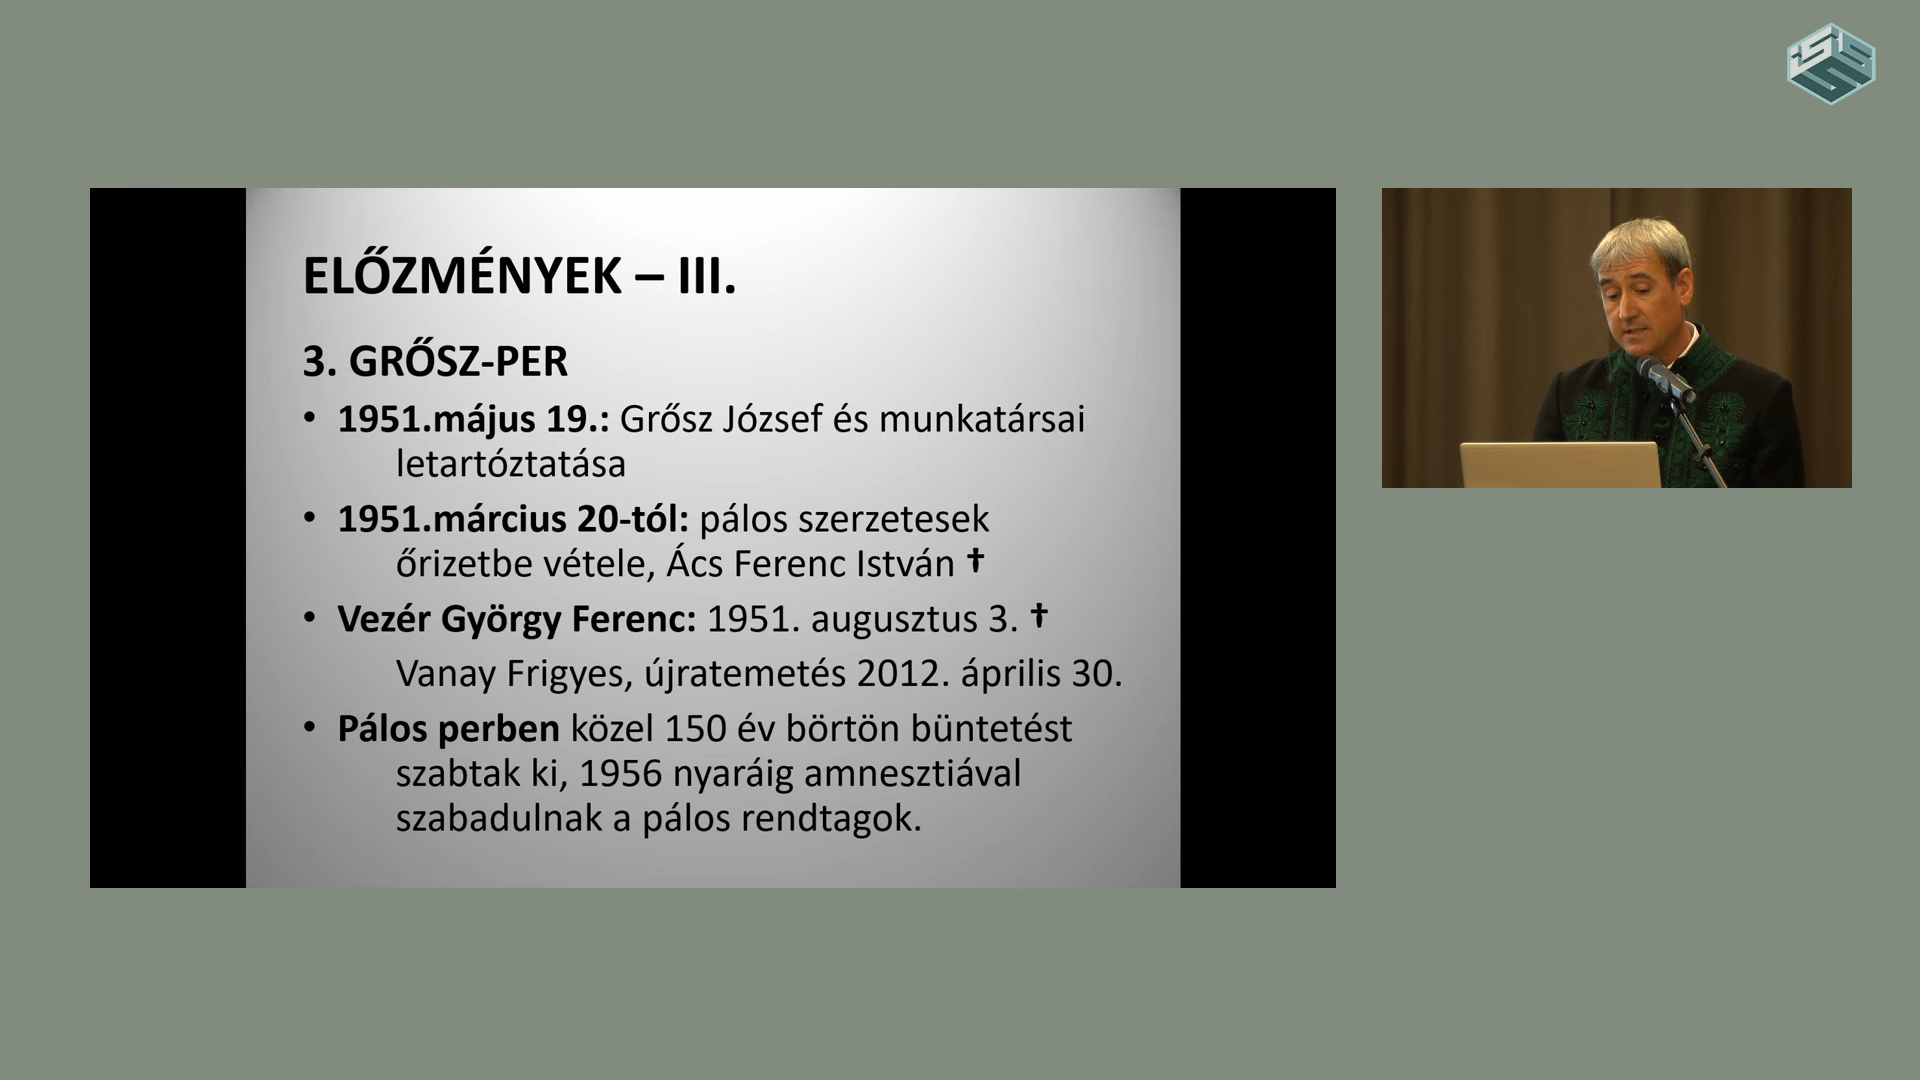 ELŐZMÉNYEK – III.
3. GRŐSZ-PER
• 1951.május 19.: Grősz József és munkatársai
letartóztatása
• 1951.március 20-tól: pálos szerzetesek
őrizetbe vétele, Ács Ferenc István ✝
• Vezér György Ferenc: 1951. augusztus 3. ✝
Vanay Frigyes, újratemetés 2012. április 30.
• Pálos perben közel 150 év börtön büntetést
szabtak ki, 1956 nyaráig amnesztiával
szabadulnak a pálos rendtagok.